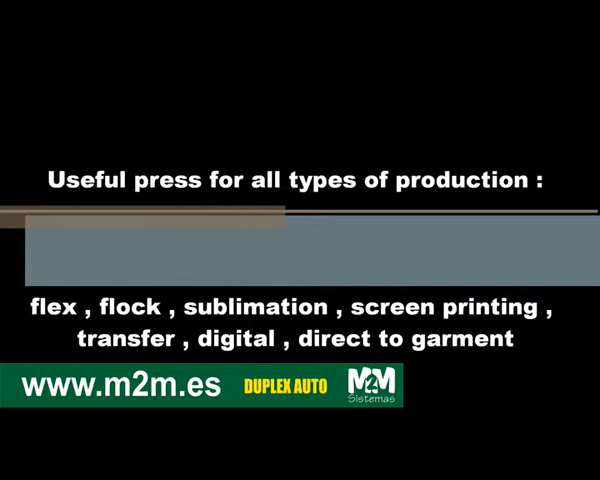 Useful press for all types of production :
flex , flock , sublimation , screen printing ,
transfer , digital , direct to garment
www.m2m.es DUPLEX AUTO M2M
Sistemas